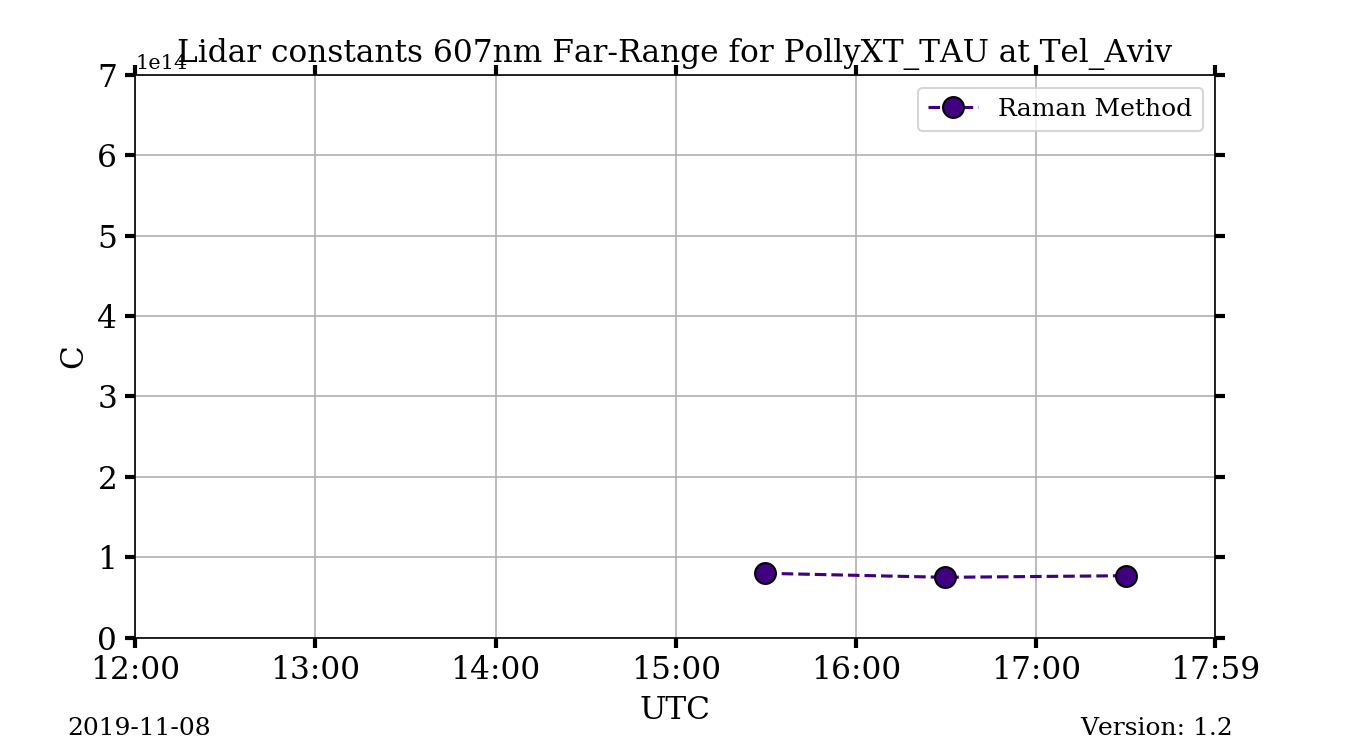 Lidar constants 607nm Far-Range for PollyXT_TAU at Tel_Aviv
1e14
Raman Method
7
6
5
4
3
2
1
0
C
12:00 13:00 14:00 15:00 16:00 17:00 17:59
UTC
2019-11-08 Version: 1.2